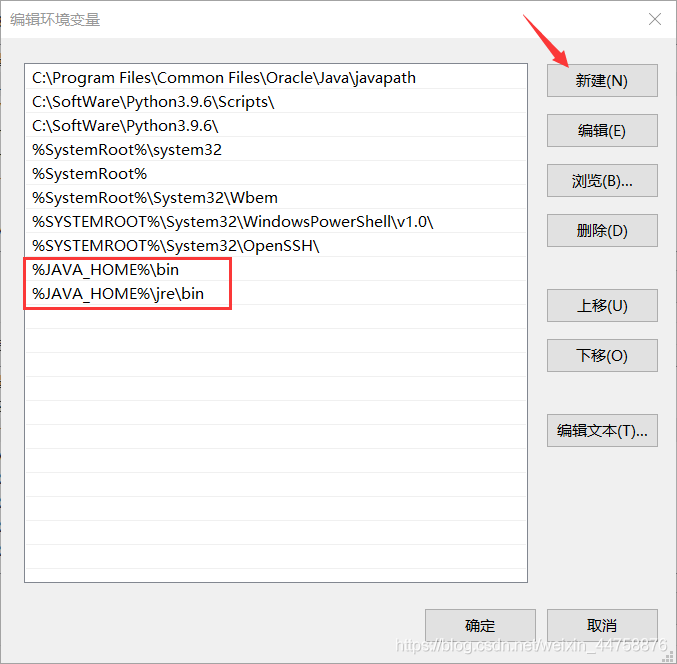 编辑环境变量
C:\Program Files\Common Files\Oracle\Java\javapath
C:\SoftWare\Python3.9.6\Scripts\
C:\SoftWare\Python3.9.6\
%SystemRoot%\system32
%SystemRoot%
%SystemRoot%\System32\Wbem
%SYSTEMROOT%\System32\WindowsPowerShell\v1.0\
%SYSTEMROOT%\System32\OpenSSH\
%JAVA_HOME%\bin
%JAVA_HOME%\jre\bin
新建(N)
编辑(E)
浏览(B)...
删除(D)
上移(U)
下移(O)
编辑文本(T)...
确定
取消
https://blog.csdn.net/weixin_44758876